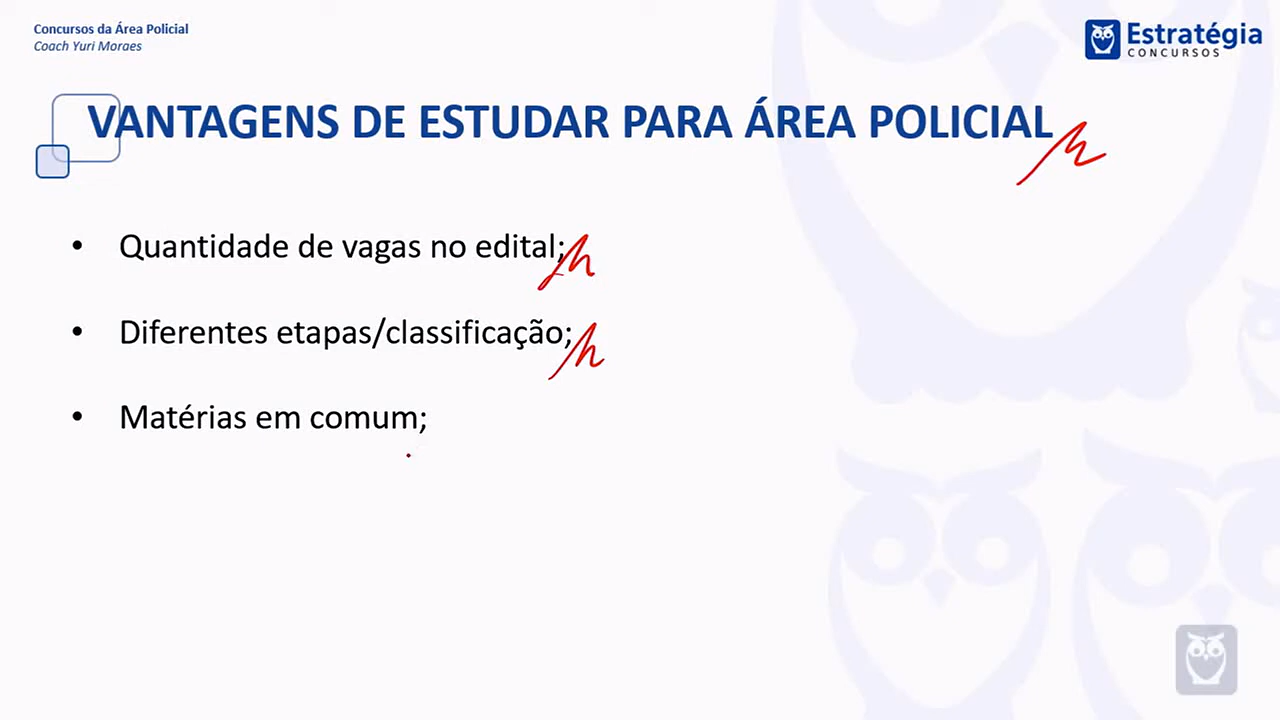 Concursos da Área Policial
Coach Yuri Moraes
Estratégia
CONCURSOS
VANTAGENS DE ESTUDAR PARA ÁREA POLICIAL
• Quantidade de vagas no edital;
• Diferentes etapas/classificação;
• Matérias em comum;